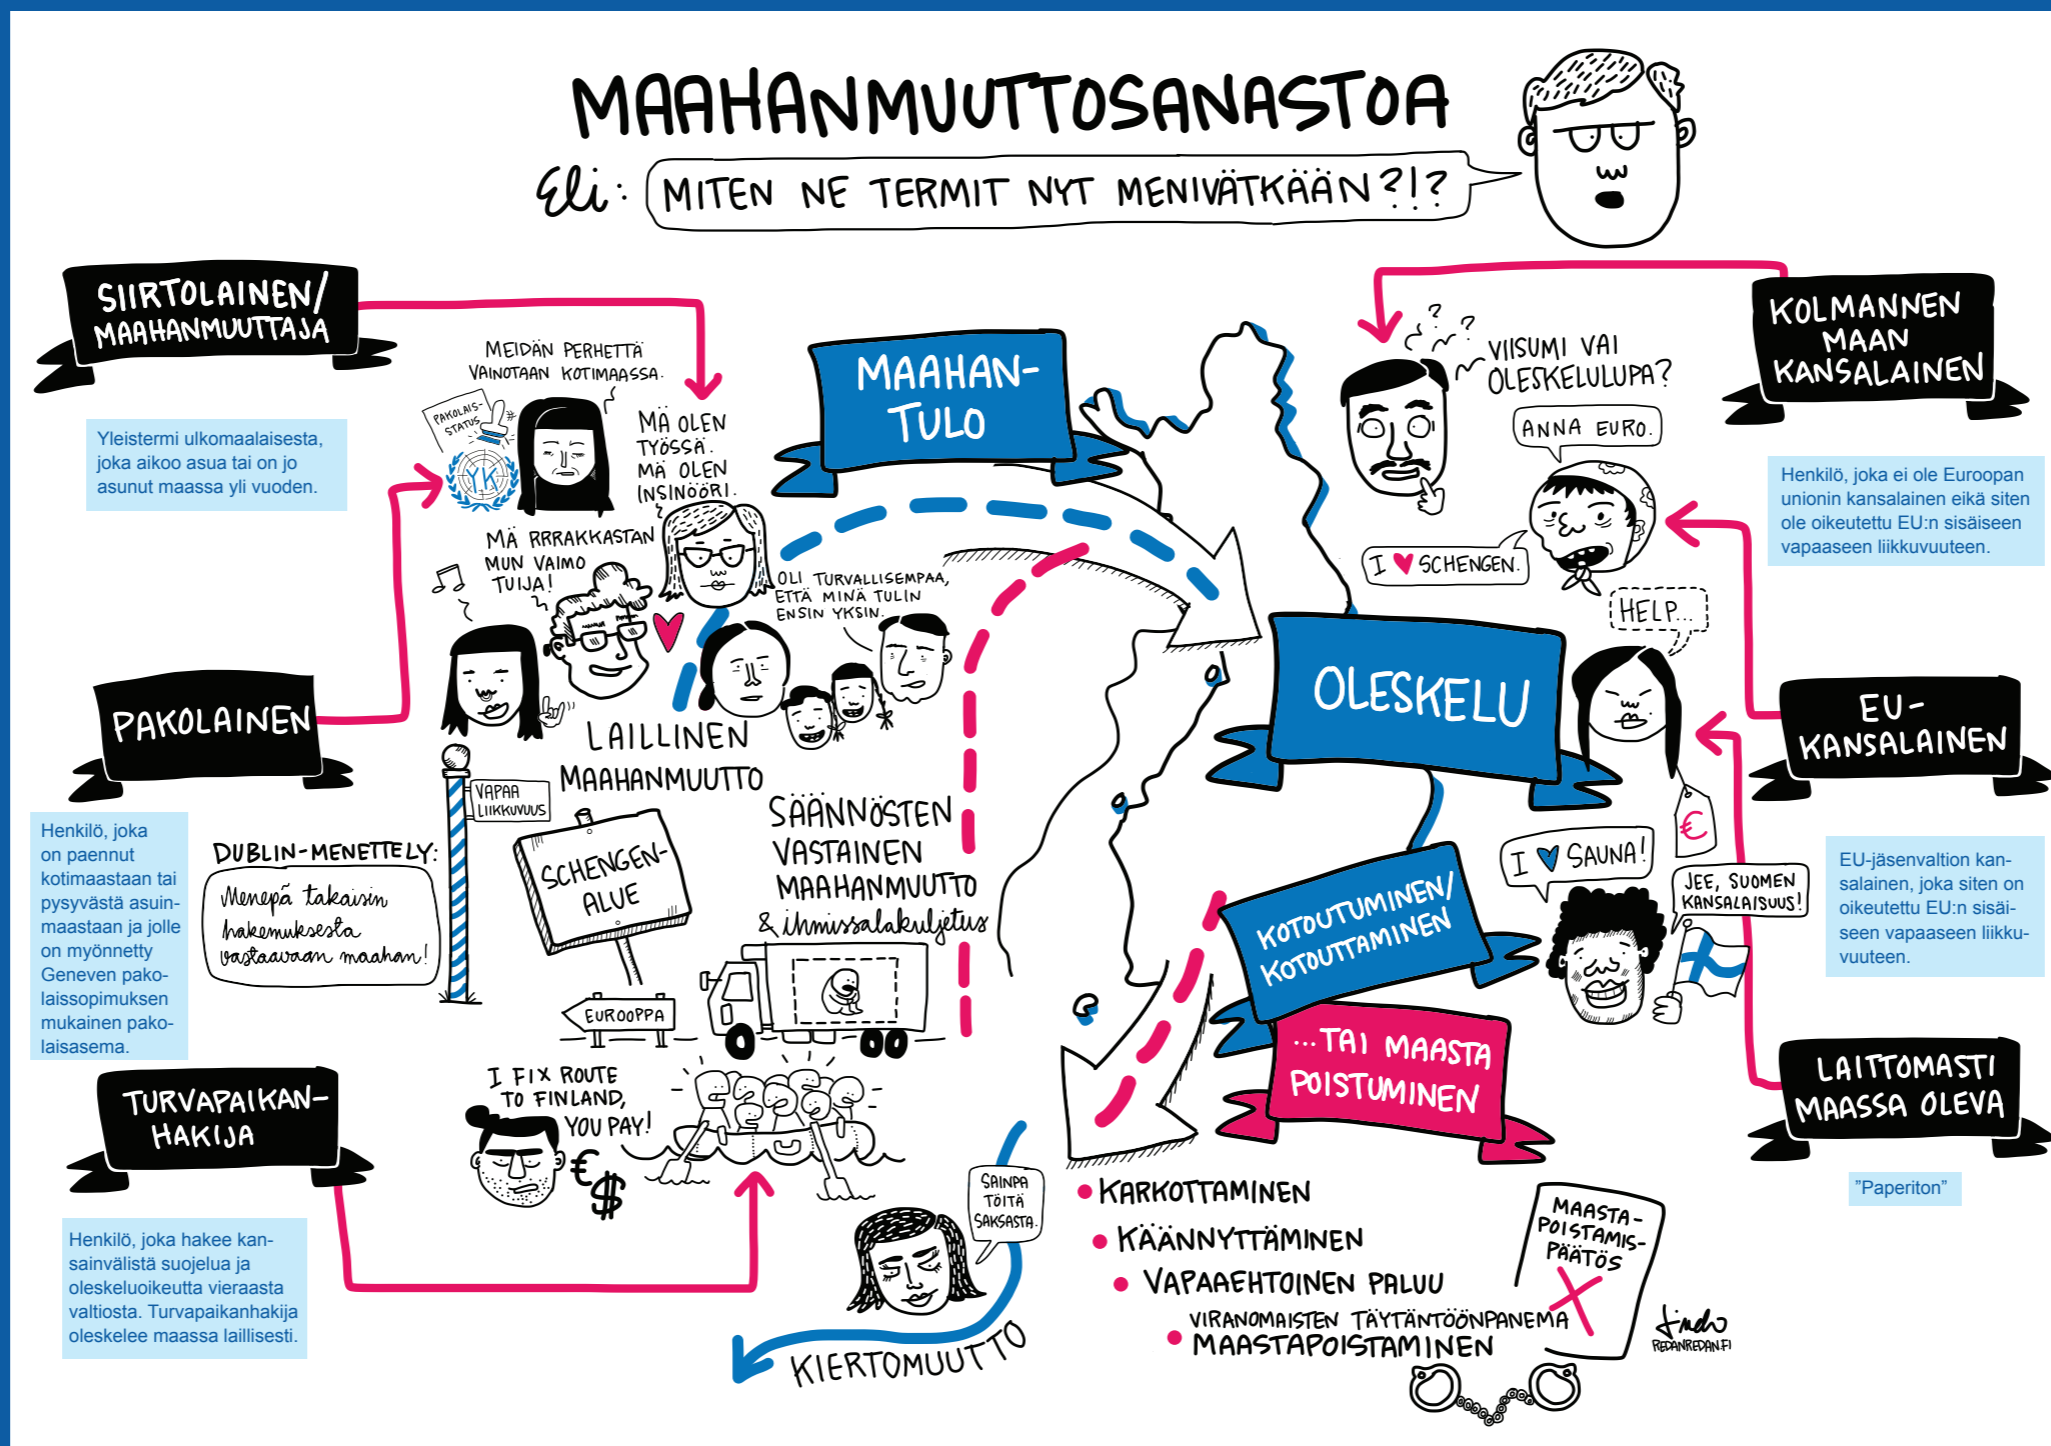 MAAHANMUUTTOSANASTOA
Eli:
MITEN NE TERMIT NYT MENIVÄTKÄÄN?!?
SIIRTOLAINEN/
MAAHANMUUTTAJA
Yleistermi ulkomaalaisesta,
joka aikoo asua tai on jo
asunut maassa yli vuoden.
MEIDÄN PERHETTÄ
VAINOTAAN KOTIMAASSA.
PAKOLAIS-
STATUS
YK
MÄ OLEN
TYÖSSÄ.
MÄ OLEN
INSINÖÖRI.
MÄ RRRAKKASTAN
MUN VAIMO
TUIJA!
OLI TURVALLISEMPAA,
ETTÄ MINÄ TULIN
ENSIN YKSIN.
LAILLINEN
MAAHANMUUTTO
MAAHAN-
TULO
PAKOLAINEN
Henkilö, joka
on paennut
kotimaastaan tai
pysyvästä asuin-
maastaan ja jolle
on myönnetty
Geneven pako-
laissopimuksen
mukainen pako-
laisasema.
VAPAA
LIIKKUVUUS
DUBLIN-MENETTELY:
Menepä takaisin
hakemuksesta
vastaavaan maahan!
SCHENGEN-
ALUE
EUROOPPA
SÄÄNNÖSTEN
VASTAINEN
MAAHANMUUTTO
& ihmissalakuljetus
TURVAPAIKAN-
HAKIJA
Henkilö, joka hakee kan-
sainvälistä suojelua ja
oleskeluoikeutta vieraasta
valtiosta. Turvapaikanhakija
oleskelee maassa laillisesti.
I FIX ROUTE
TO FINLAND,
YOU PAY!
€
$
SAINPA
TÖITÄ
SAKSASTA.
KIERTOMUUTTO
KOLMANNEN
MAAN
KANSALAINEN
Henkilö, joka ei ole Euroopan
unionin kansalainen eikä siten
ole oikeutettu EU:n sisäiseen
vapaaseen liikkuvuuteen.
? ? ?
VIISUMI VAI
OLESKELULUPA?
ANNA EURO.
I ♥ SCHENGEN.
HELP...
OLESKELU
EU-
KANSALAINEN
EU-jäsenvaltion kan-
salainen, joka siten on
oikeutettu EU:n sisäi-
seen vapaaseen liikku-
vuuteen.
€
I ♥ SAUNA!
JEE, SUOMEN
KANSALAISUUS!
KOTOUTUMINEN/
KOTOUTTAMINEN
...TAI MAASTA
POISTUMINEN
LAITTOMASTI
MAASSA OLEVA
"Paperiton"
• KARKOTTAMINEN
• KÄÄNNYTTÄMINEN
• VAPAAEHTOINEN PALUU
• VIRANOMAISTEN TÄYTÄNTÖÖNPANEMA
MAASTAPOISTAMINEN
MAASTA-
POISTAMIS-
PÄÄTÖS
REDANREDAN.FI